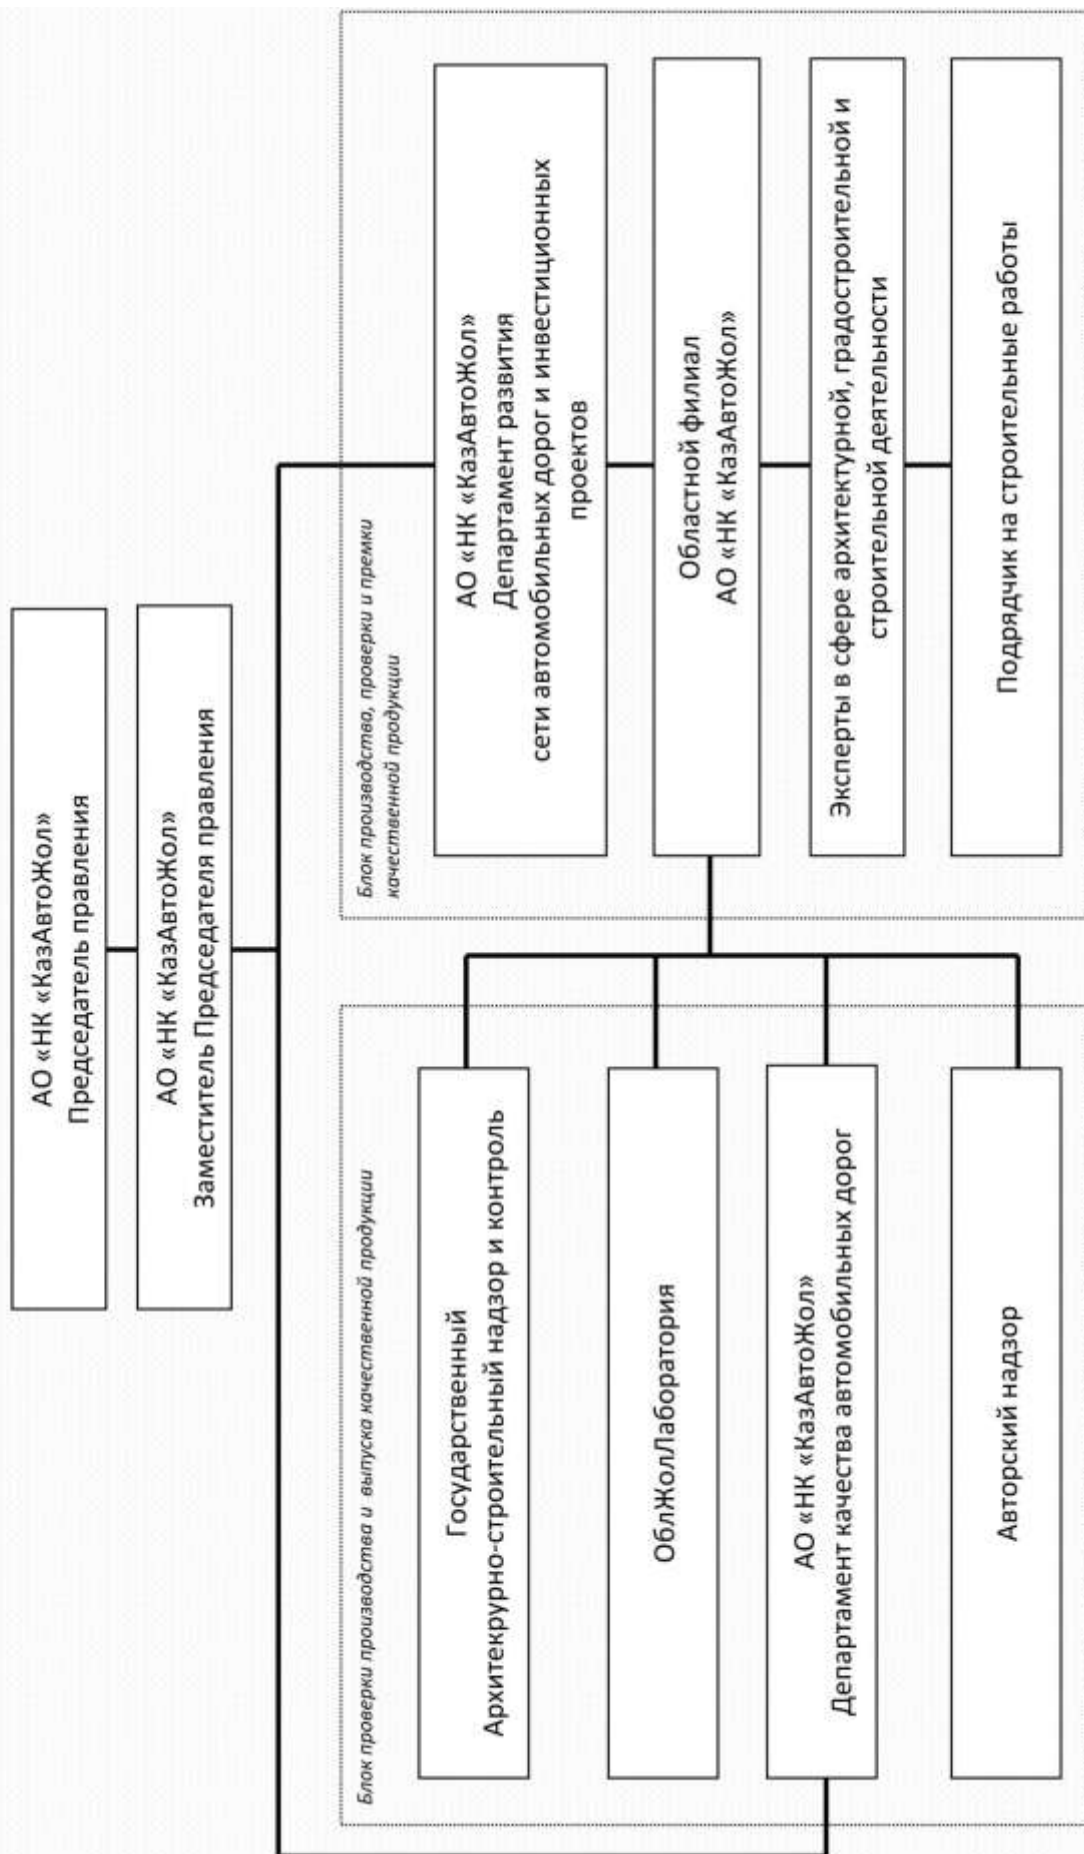 АО «НК «КазАвтоЖол»
Председатель правления
АО «НК «КазАвтоЖол»
Заместитель Председателя правления
Блок проверки производства и выпуска качественной продукции
Государственный
Архитекрурно-строительный надзор и контроль
ОблЖолЛаборатория
АО «НК «КазАвтоЖол»
Департамент качества автомобильных дорог
Авторский надзор
Блок производства, проверки и премки
качественной продукции
АО «НК «КазАвтоЖол»
Департамент развития
сети автомобильных дорог и инвестиционных
проектов
Областной филиал
АО «НК «КазАвтоЖол»
Эксперты в сфере архитектурной, градостроительной и
строительной деятельности
Подрядчик на строительные работы